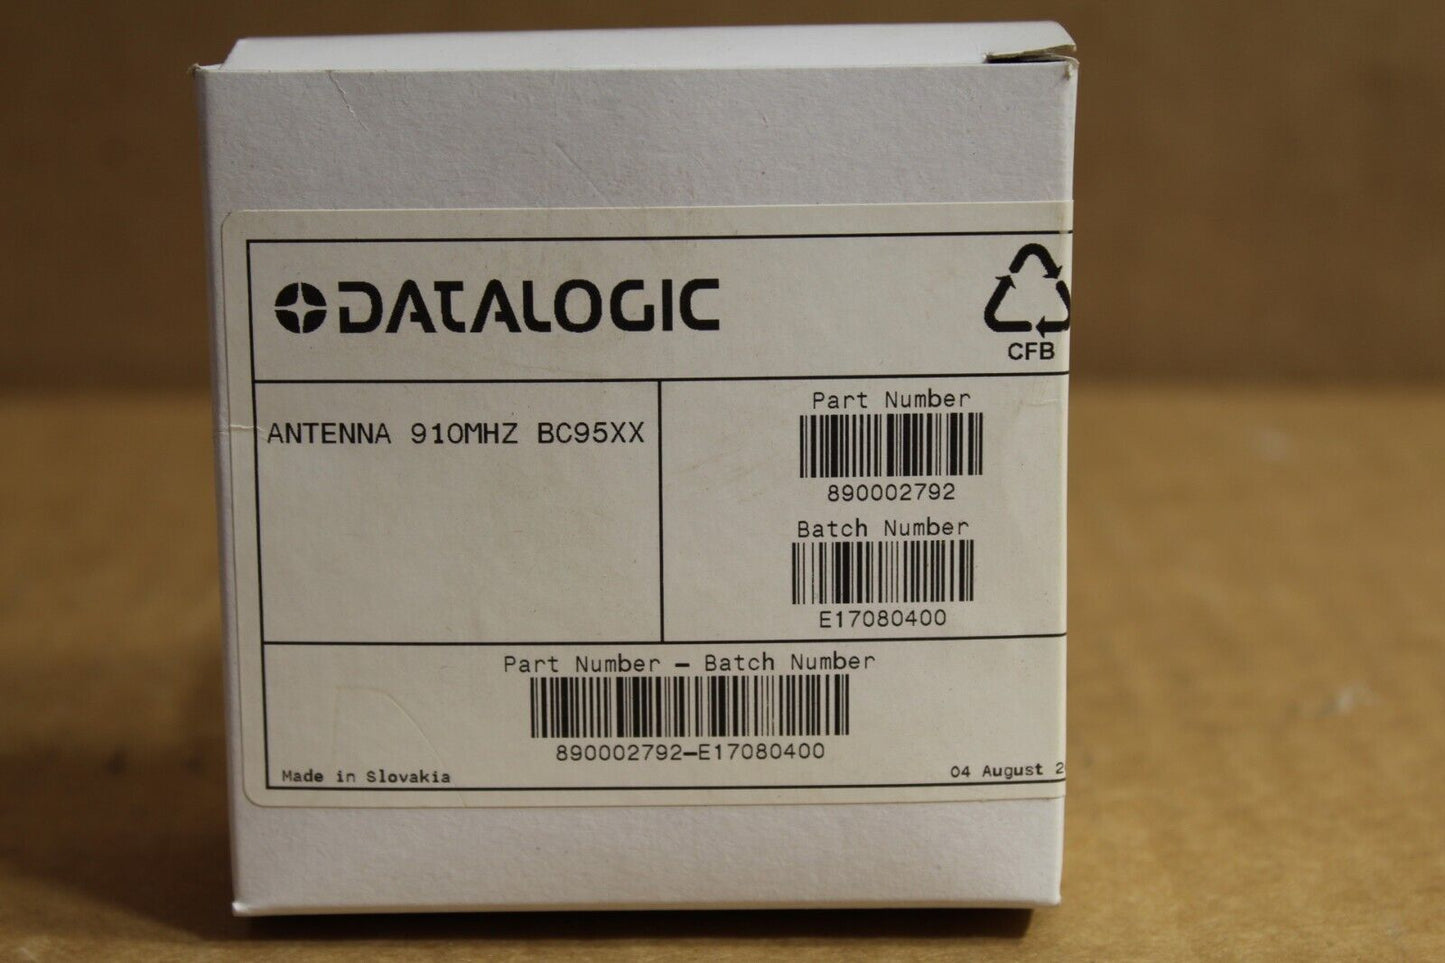 DATALOGIC
CFB
ANTENNA 910MHZ BC95XX
Part Number
890002792
Batch Number
E17080400
Part Number – Batch Number
890002792–E17080400
Made in Slovakia
04 August 2